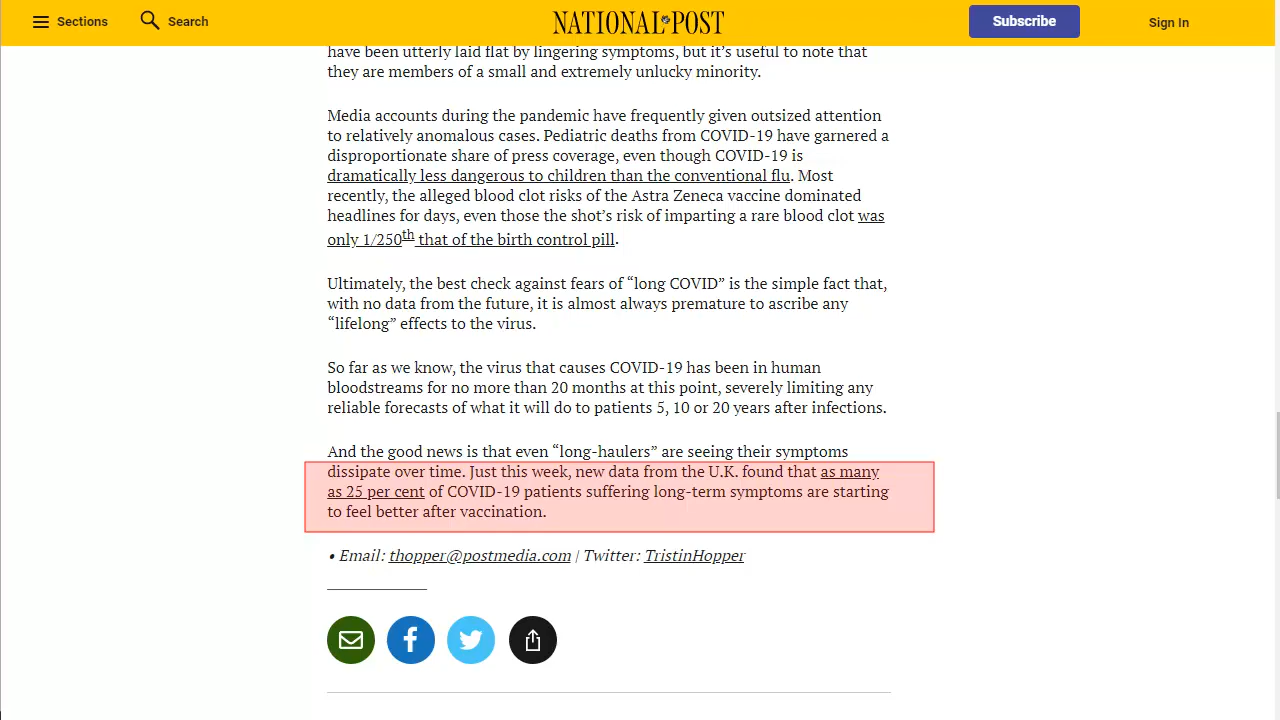 Sections
Search
NATIONAL POST
Subscribe
Sign In
have been utterly laid flat by lingering symptoms, but it’s useful to note that
they are members of a small and extremely unlucky minority.
Media accounts during the pandemic have frequently given outsized attention
to relatively anomalous cases. Pediatric deaths from COVID-19 have garnered a
disproportionate share of press coverage, even though COVID-19 is
dramatically less dangerous to children than the conventional flu. Most
recently, the alleged blood clot risks of the Astra Zeneca vaccine dominated
headlines for days, even those the shot’s risk of imparting a rare blood clot was
only 1/250th that of the birth control pill.
Ultimately, the best check against fears of “long COVID” is the simple fact that,
with no data from the future, it is almost always premature to ascribe any
“lifelong” effects to the virus.
So far as we know, the virus that causes COVID-19 has been in human
bloodstreams for no more than 20 months at this point, severely limiting any
reliable forecasts of what it will do to patients 5, 10 or 20 years after infections.
And the good news is that even “long-haulers” are seeing their symptoms
dissipate over time. Just this week, new data from the U.K. found that as many
as 25 per cent of COVID-19 patients suffering long-term symptoms are starting
to feel better after vaccination.
• Email: thopper@postmedia.com | Twitter: TristinHopper